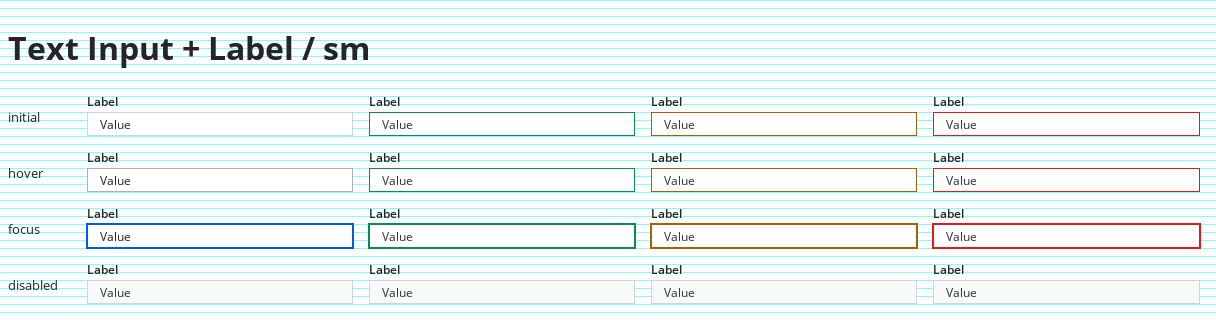 Text Input + Label / sm
Label Label Label Label
initial Value Value Value Value
Label Label Label Label
hover Value Value Value Value
Label Label Label Label
focus Value Value Value Value
Label Label Label Label
disabled Value Value Value Value